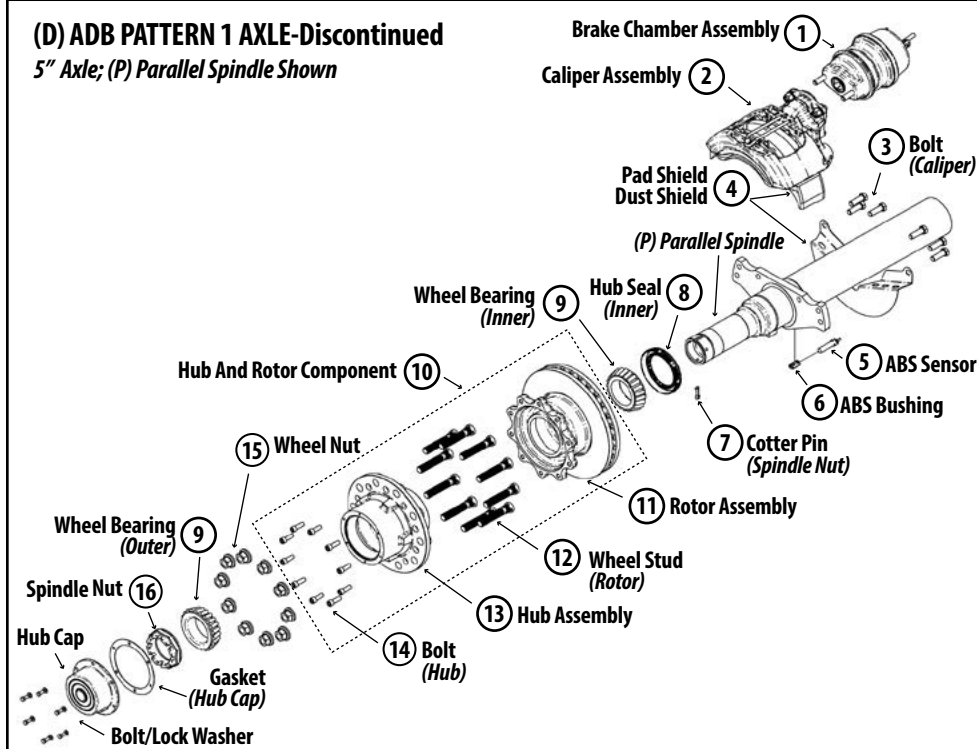 (D) ADB PATTERN 1 AXLE-Discontinued
5" Axle; (P) Parallel Spindle Shown
Brake Chamber Assembly 1
Caliper Assembly 2
3 Bolt
(Caliper)
Pad Shield
Dust Shield 4
(P) Parallel Spindle
Hub Seal 8
(Inner)
Wheel Bearing 9
(Inner)
5 ABS Sensor
6 ABS Bushing
7 Cotter Pin
(Spindle Nut)
Hub And Rotor Component 10
11 Rotor Assembly
15 Wheel Nut
12 Wheel Stud
(Rotor)
Wheel Bearing 9
(Outer)
13 Hub Assembly
Spindle Nut 16
14 Bolt
(Hub)
Hub Cap
Gasket
(Hub Cap)
Bolt/Lock Washer